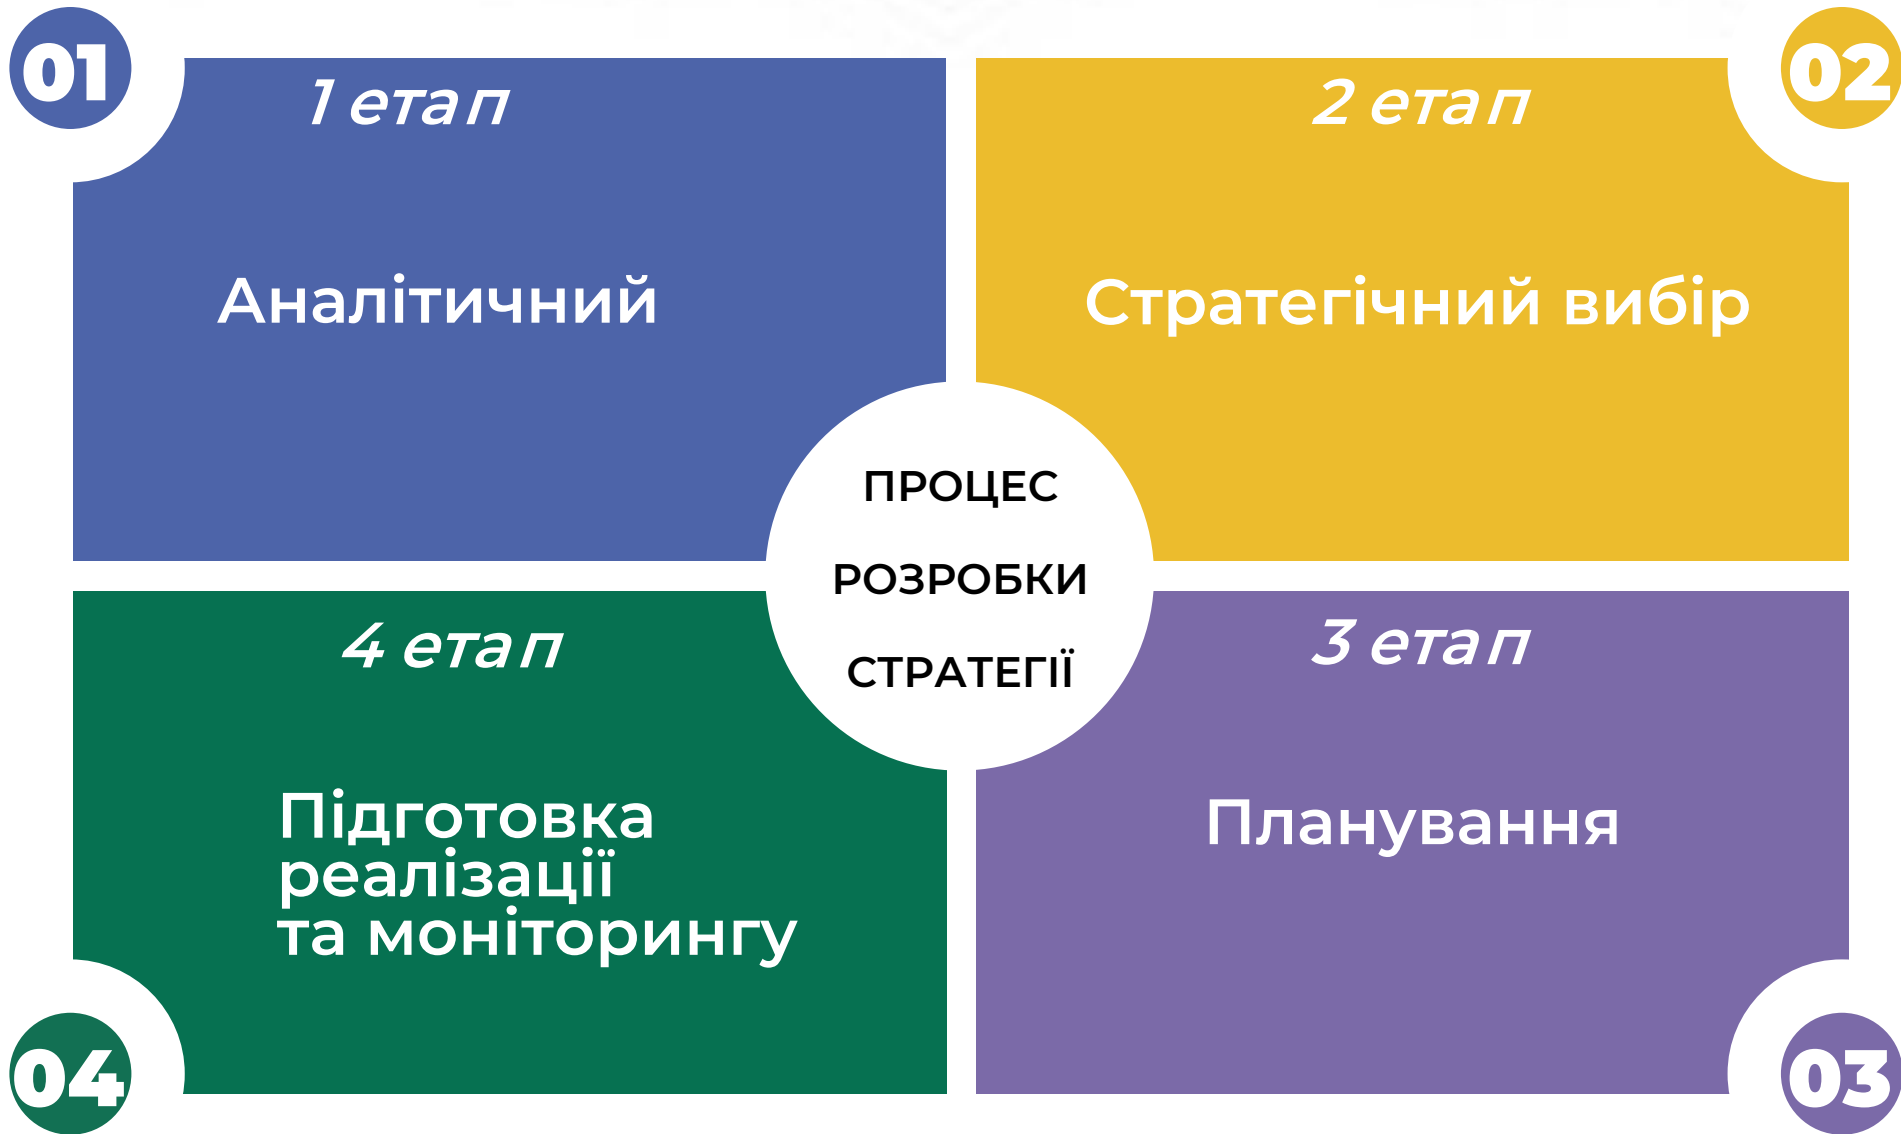 01
1 етап
Аналітичний
02
2 етап
Стратегічний вибір
ПРОЦЕС
РОЗРОБКИ
СТРАТЕГІЇ
4 етап
Підготовка
реалізації
та моніторингу
04
3 етап
Планування
03